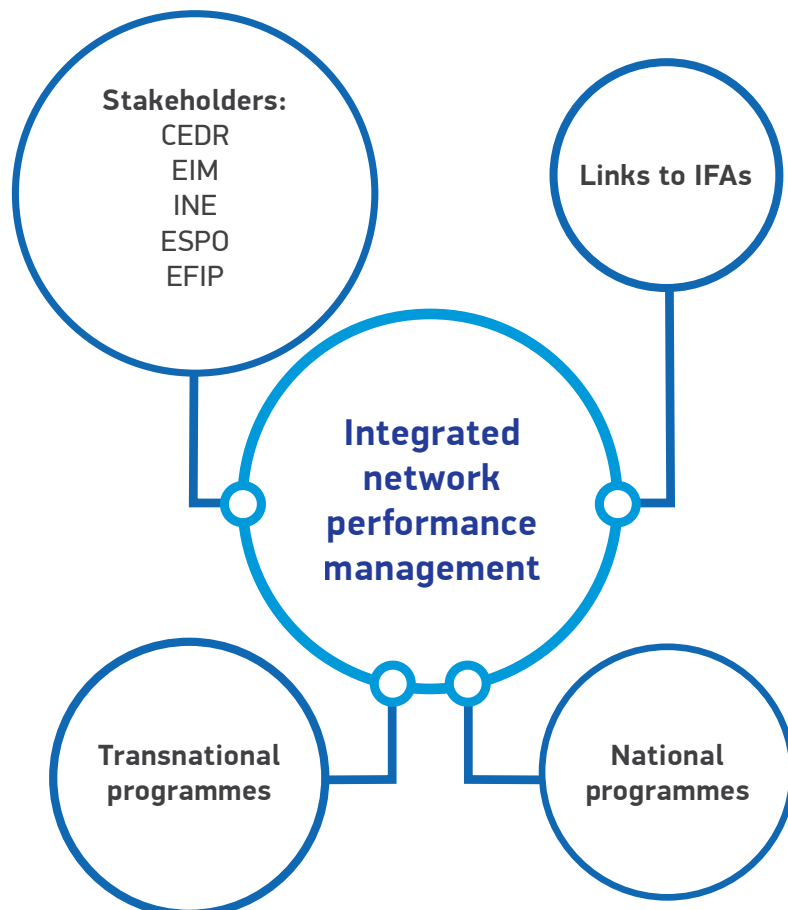 Stakeholders:
CEDR
EIM
INE
ESPO
EFIP
Links to IFAs
Integrated
network
performance
management
Transnational
programmes
National
programmes